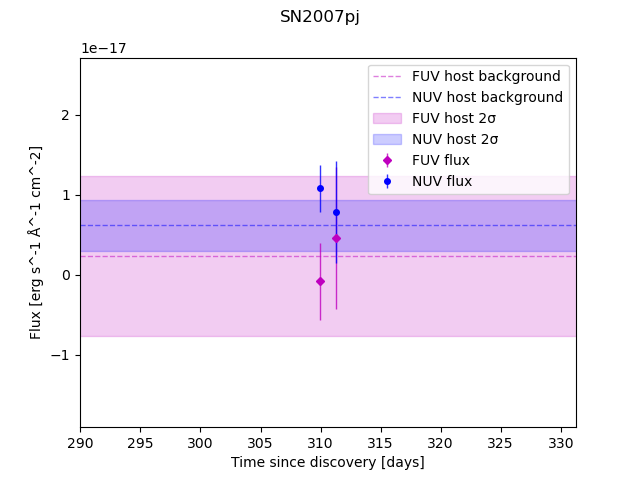 SN2007pj
1e−17
FUV host background
NUV host background
FUV host 2σ
NUV host 2σ
FUV flux
NUV flux
Flux [erg s^-1 Å^-1 cm^-2]
2
1
0
−1
290 295 300 305 310 315 320 325 330
Time since discovery [days]